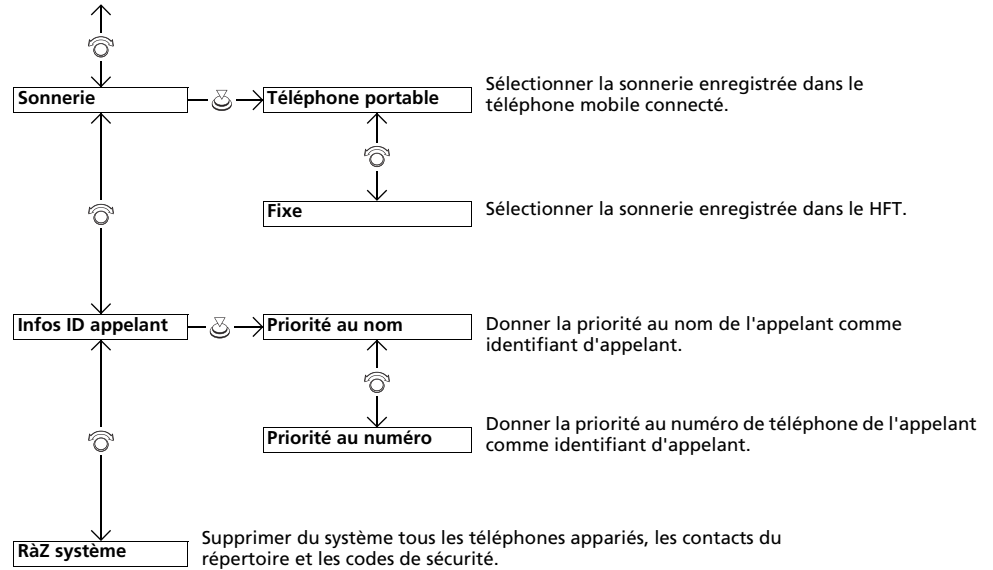 Sonnerie
Téléphone portable
Sélectionner la sonnerie enregistrée dans le
téléphone mobile connecté.
Fixe
Sélectionner la sonnerie enregistrée dans le HFT.
Infos ID appelant
Priorité au nom
Donner la priorité au nom de l'appelant comme
identifiant d'appelant.
Priorité au numéro
Donner la priorité au numéro de téléphone de l'appelant
comme identifiant d'appelant.
RàZ système
Supprimer du système tous les téléphones appariés, les contacts du
répertoire et les codes de sécurité.